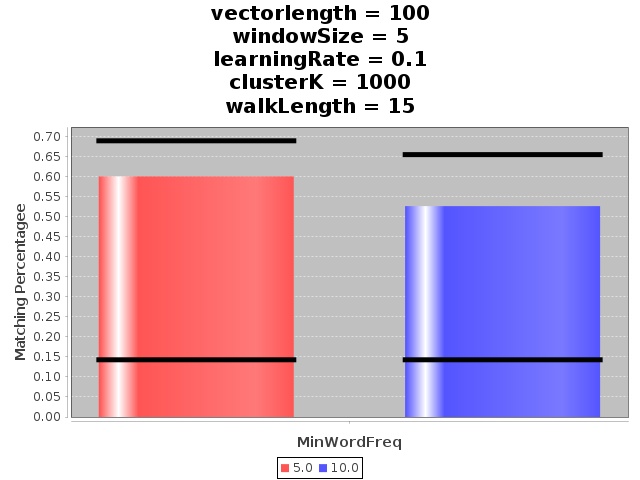 vectorlength = 100
windowSize = 5
learningRate = 0.1
clusterK = 1000
walkLength = 15
Matching Percentagee
0.70
0.65
0.60
0.55
0.50
0.45
0.40
0.35
0.30
0.25
0.20
0.15
0.10
0.05
0.00
MinWordFreq
5.0 10.0